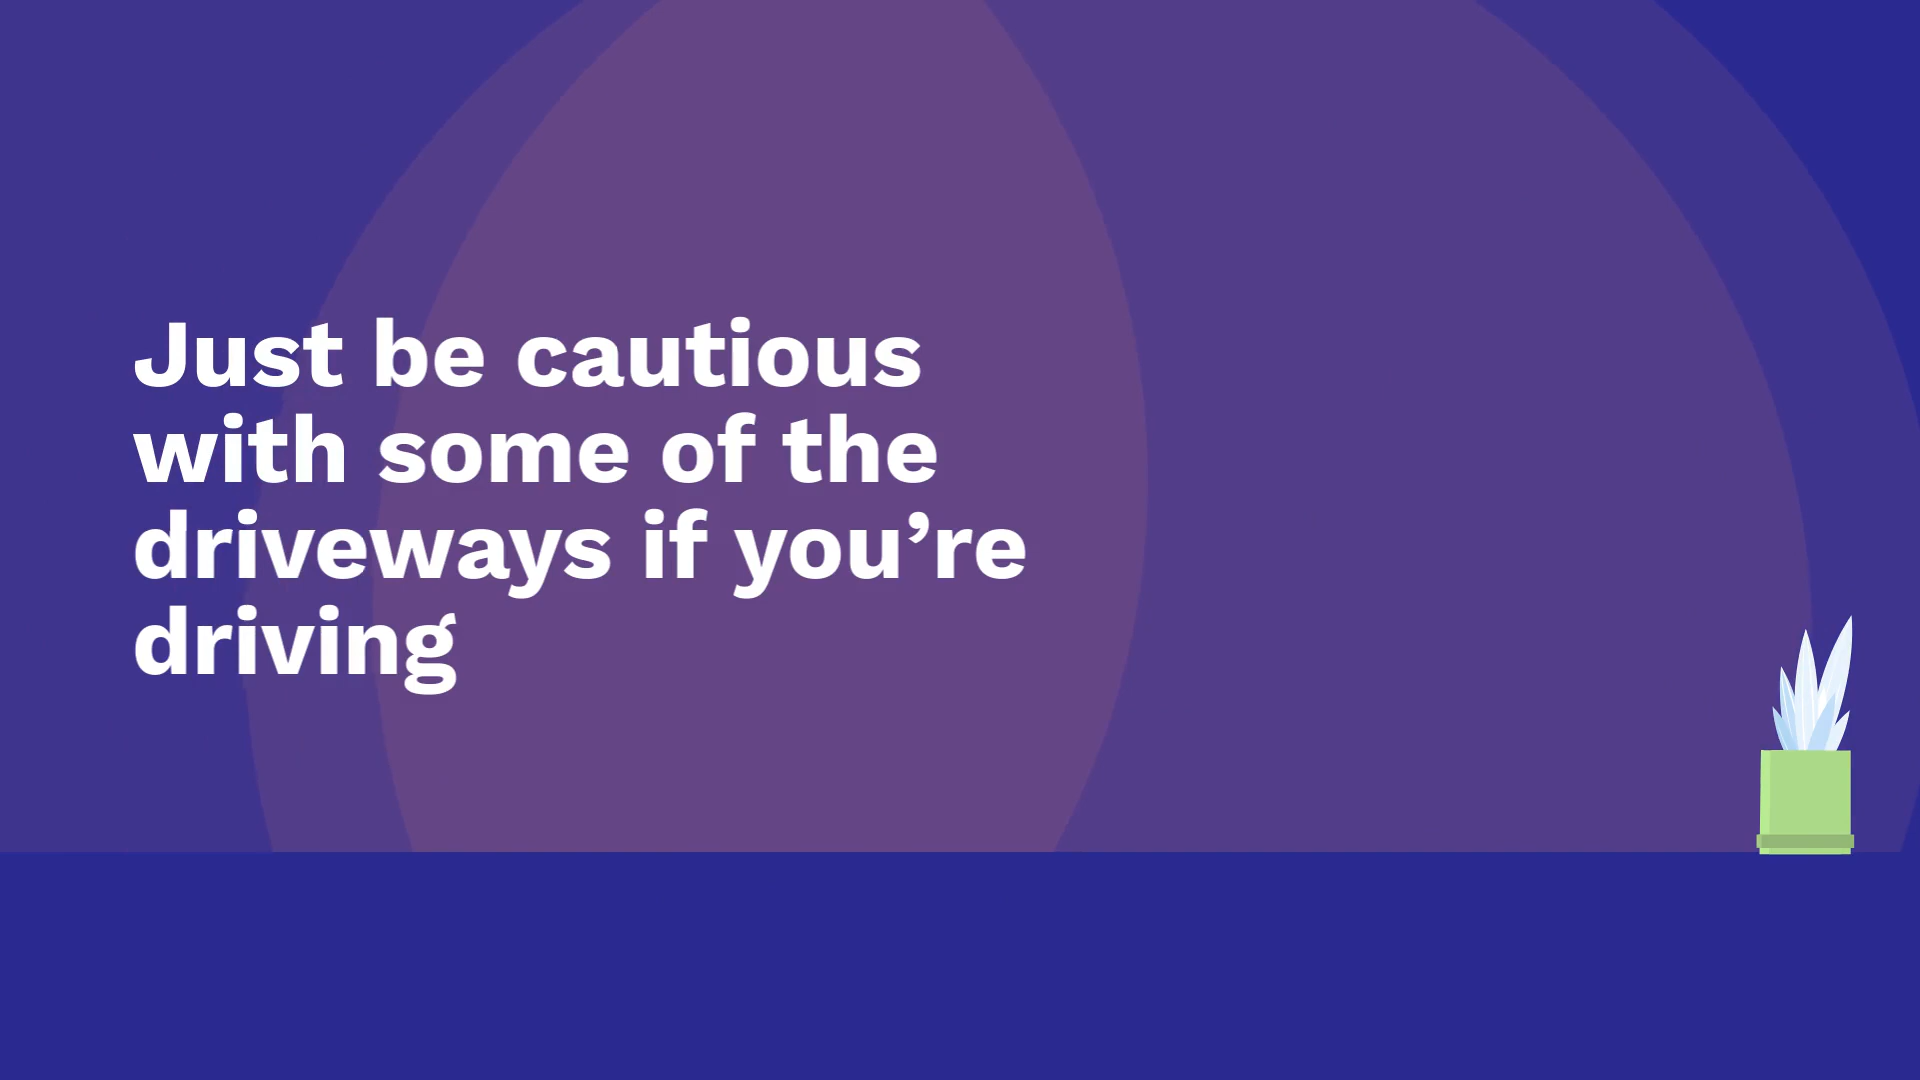 Just be cautious
with some of the
driveways if you’re
driving